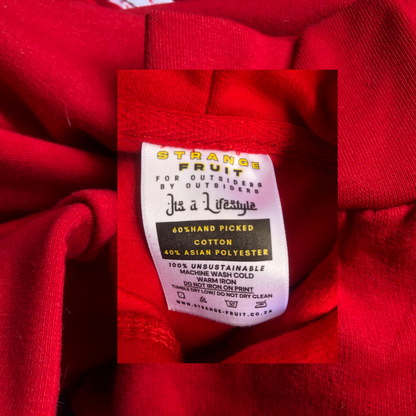 STRANGE
FRUIT
FOR OUTSIDERS
BY OUTSIDERS
Its a Lifestyle
60%HAND PICKED
COTTON
40% ASIAN POLYESTER
100% UNSUSTAINABLE
MACHINE WASH COLD
WARM IRON
DO NOT IRON ON PRINT
TUMBLE DRY LOW/ DO NOT DRY CLEAN
WWW.STRANGE-FRUIT.CO.ZA